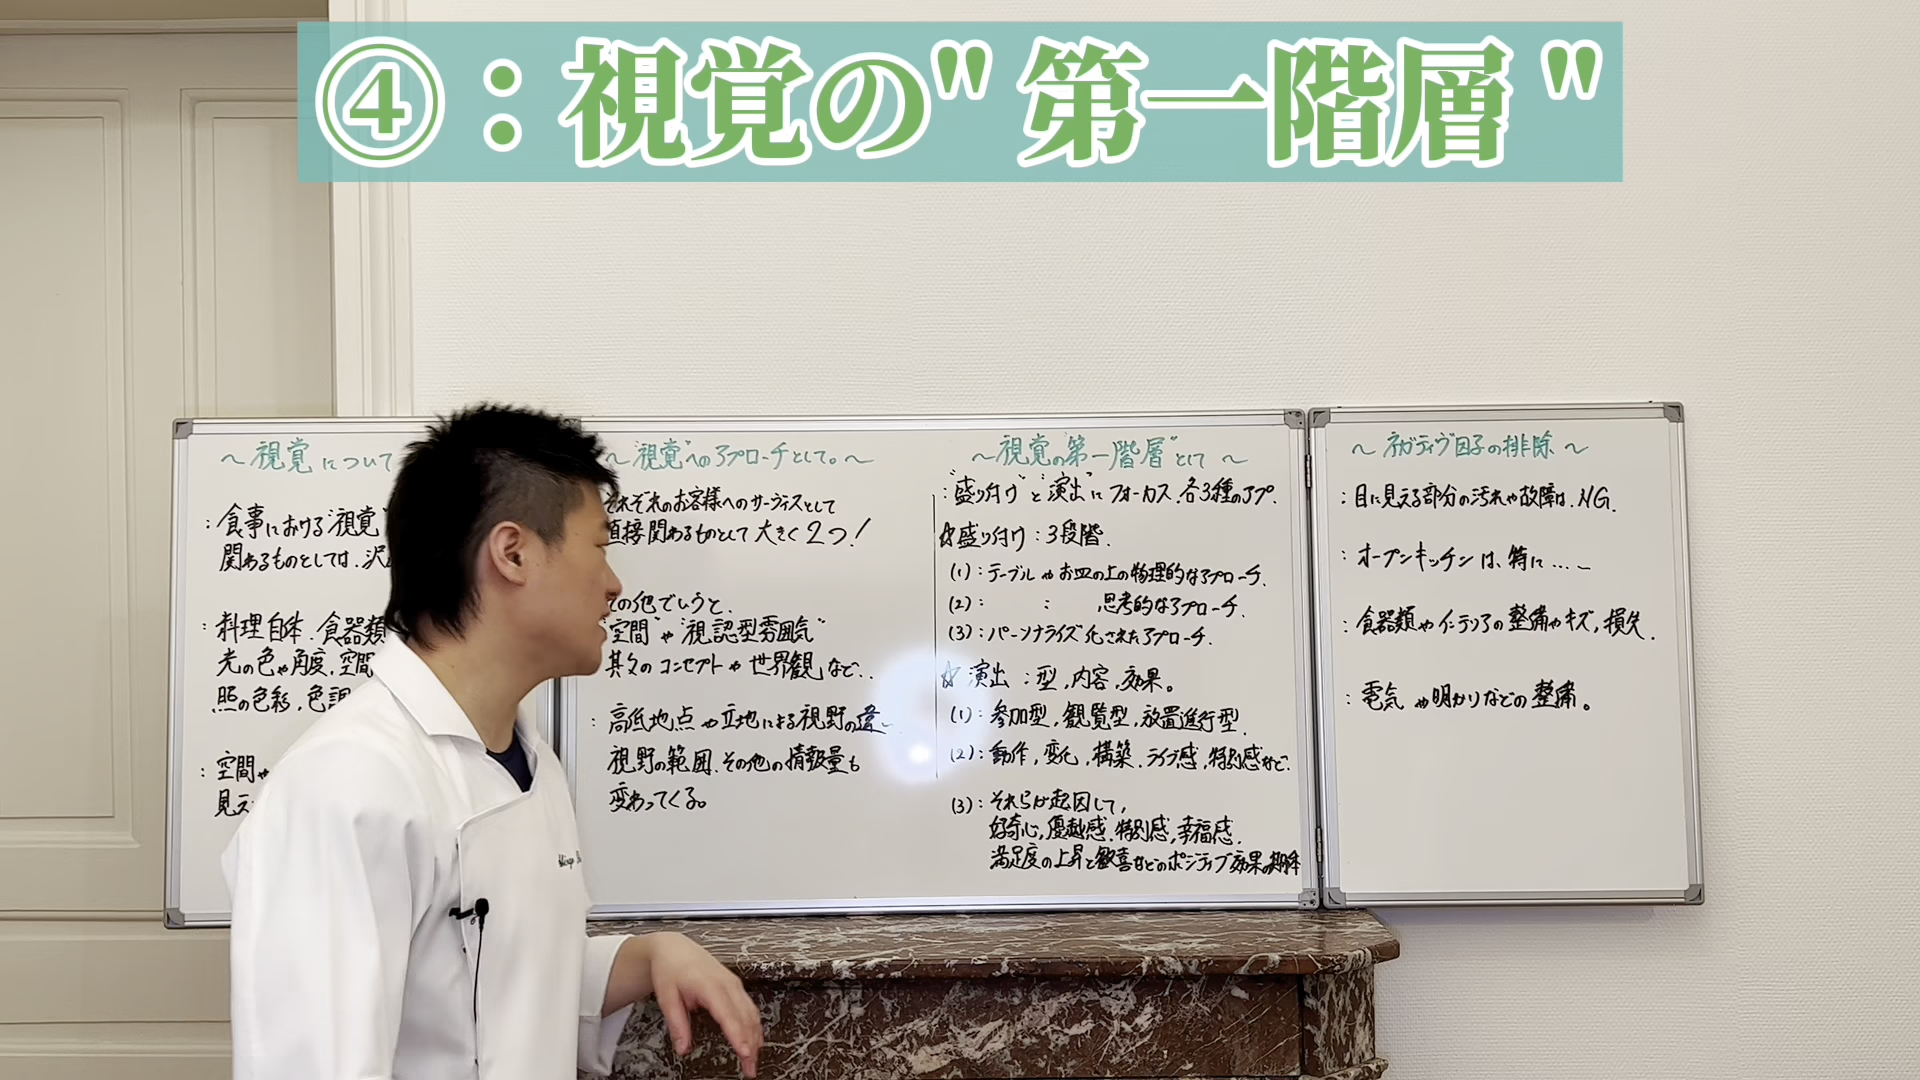 ④：視覚の"第一階層"
～視覚について
：食事における"視覚"
関わるものとしては、沢
：料理自体、食器類
光の色や角度、空間
照の色彩、色調
：空間や
見え
～"視覚"へのアプローチとして。～
それぞれのお客様へのサーヴィスとして
直接関わるものとして大きく2つ！
その他でいうと、
"空間"や"視認型雰囲気"
其々のコンセプトや世界観など...
：高低地点や立地による視野の違い
視野の範囲、その他の情報量も
変わってくる。
～視覚の"第一階層"として～
："盛り付け"と"演出"にフォーカス、各3種のアプ.
☆盛り付け：3段階.
(1)：テーブルやお皿の上の物理的なアプローチ.
(2)：　：　思考的なアプローチ.
(3)：パーソナライズ化されたアプローチ.
☆演出：型、内容、効果。
(1)：参加型、観覧型、放置進行型.
(2)：動作、変化、構築、ライブ感、特別感など.
(3)：それらが起因して、
好奇心、優越感、特別感、幸福感.
満足度の上昇と歓喜などのポジティブ効果の期待
～ネガティヴ因子の排除～
：目に見える部分の汚れや故障は、NG.
：オープンキッチンは、特に....
：食器類やインテリアの整備やキズ、損失.
：電気や明かりなどの整備。